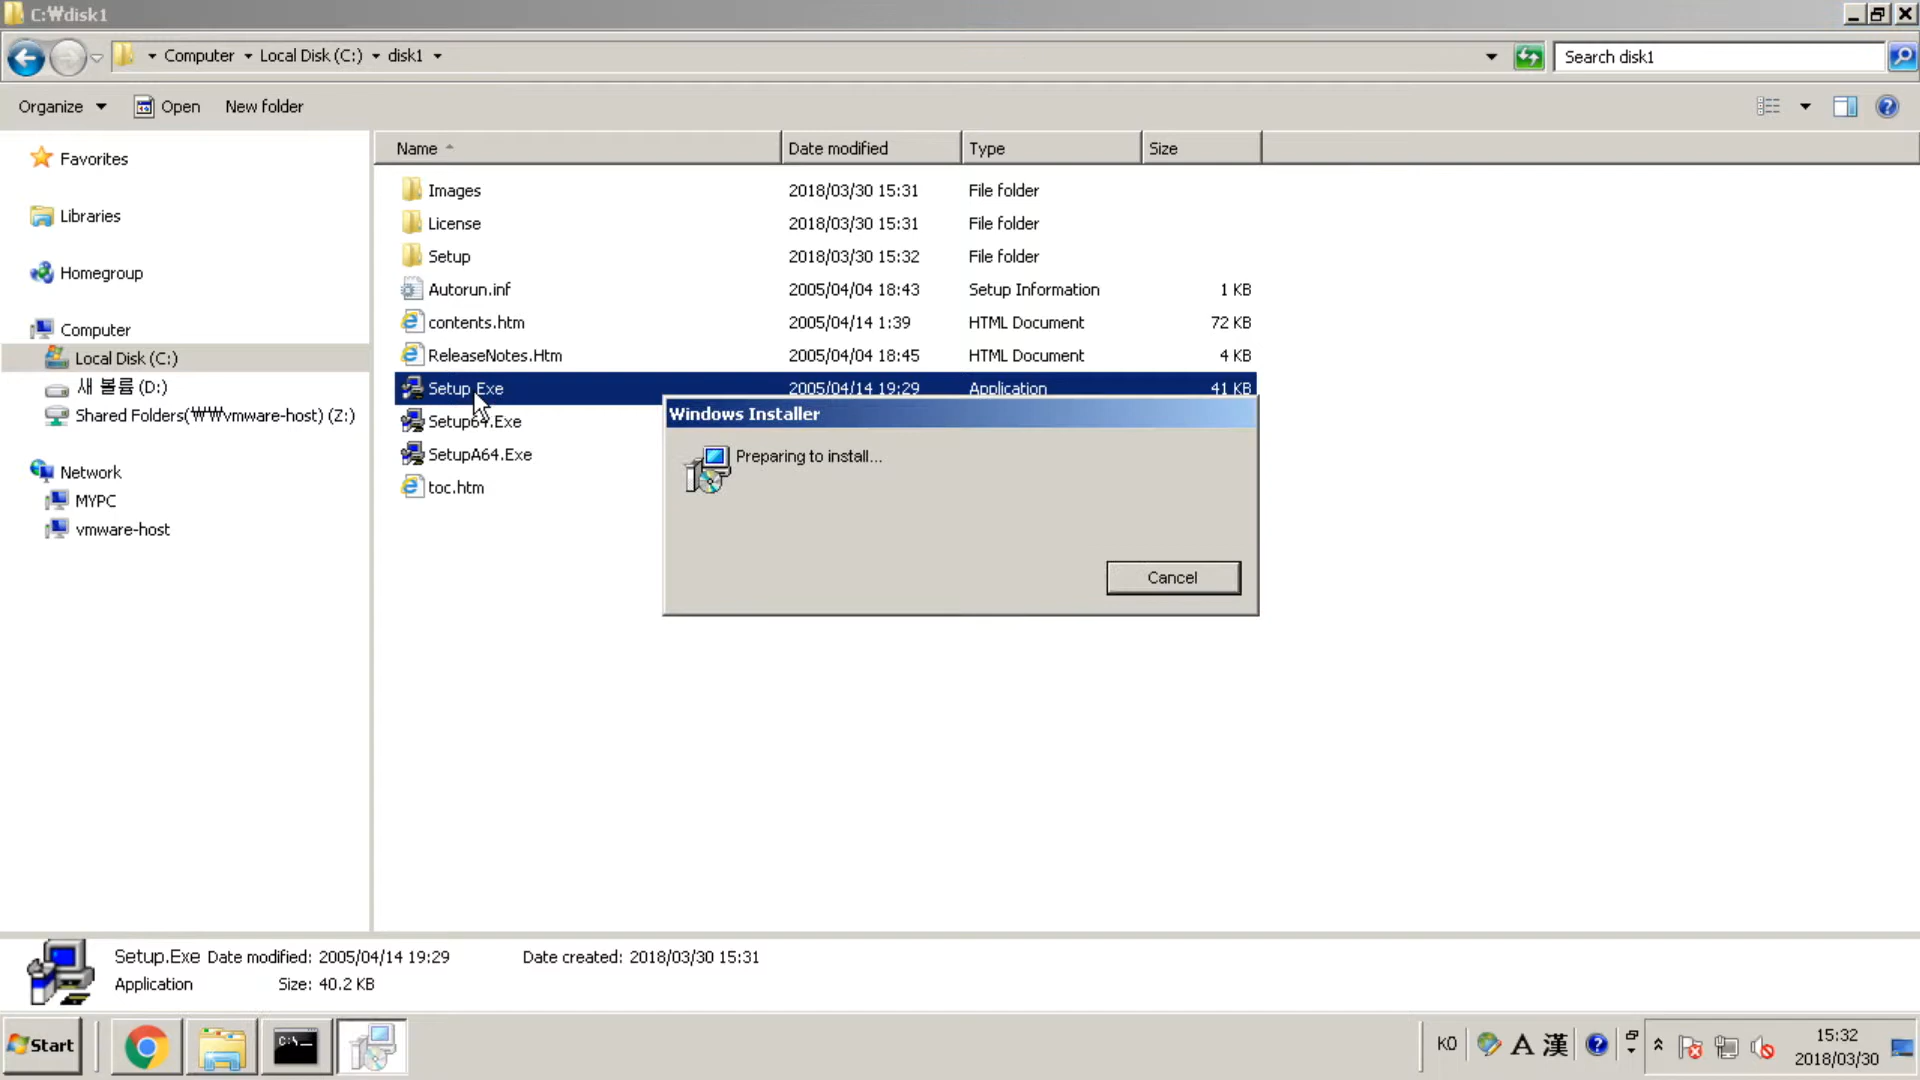 C:₩disk1
Computer Local Disk (C:) disk1
Search disk1
Organize Open New folder
Name Date modified Type Size
Favorites
Libraries
Homegroup
Computer
Local Disk (C:)
새 볼륨 (D:)
Shared Folders(₩₩vmware-host) (Z:)
Network
MYPC
vmware-host
Images 2018/03/30 15:31 File folder
License 2018/03/30 15:31 File folder
Setup 2018/03/30 15:32 File folder
Autorun.inf 2005/04/04 18:43 Setup Information 1 KB
contents.htm 2005/04/14 1:39 HTML Document 72 KB
ReleaseNotes.Htm 2005/04/04 18:45 HTML Document 4 KB
Setup.Exe 2005/04/14 19:29 Application 41 KB
Setup64.Exe
SetupA64.Exe
toc.htm
Windows Installer
Preparing to install...
Cancel
Setup.Exe Date modified: 2005/04/14 19:29 Date created: 2018/03/30 15:31
Application Size: 40.2 KB
Start
C:\_
KO A 漢
15:32
2018/03/30